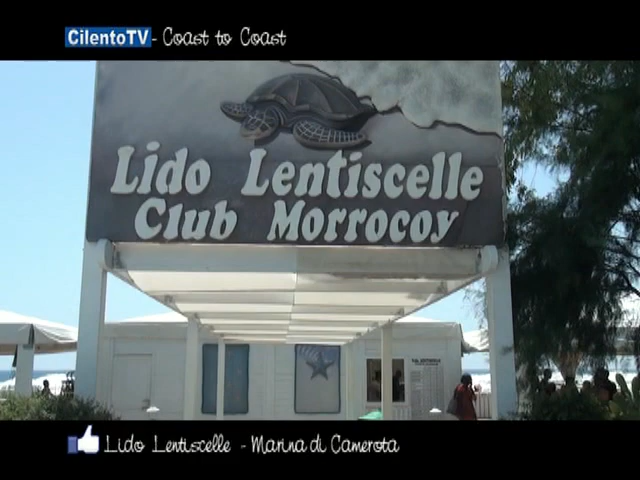 CilentoTV - Coast to Coast
Lido Lentiscelle
Club Morrocoy
Lido Lentiscelle - Marina di Camerota